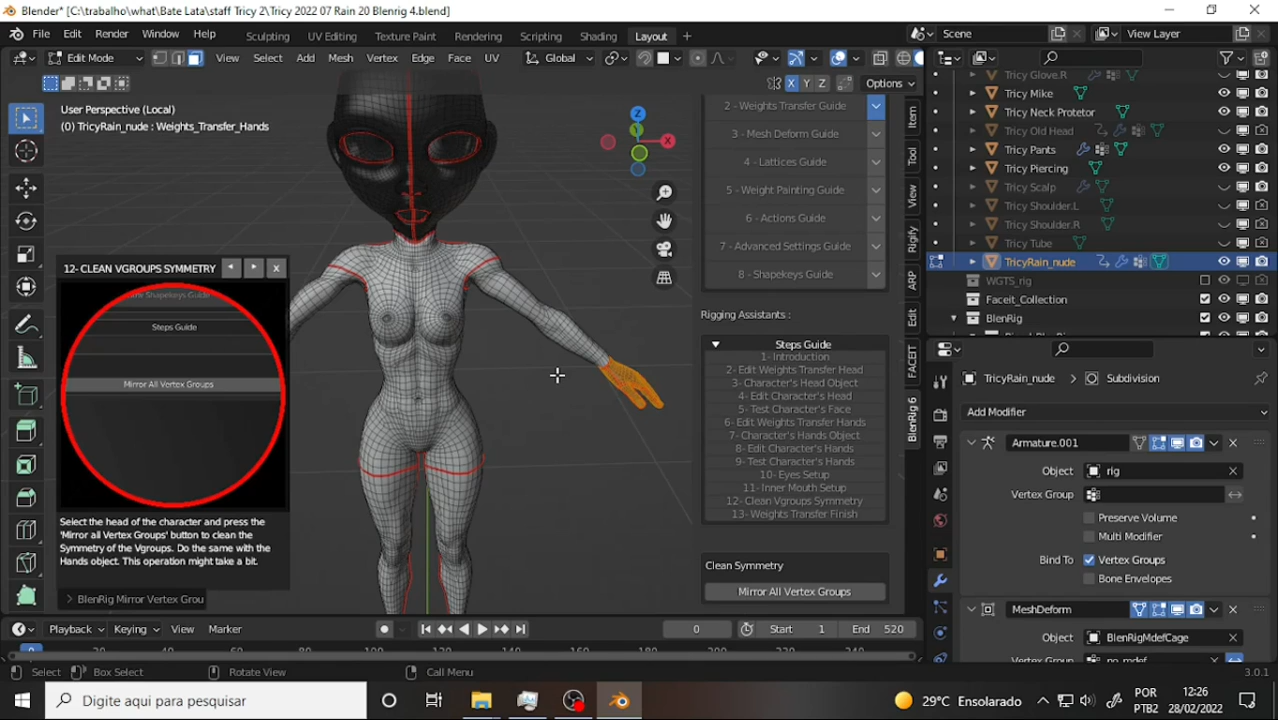 Blender* [C:\trabalho\what\Bate Lata\staff Tricy 2\Tricy 2022 07 Rain 20 Blenrig 4.blend]
File Edit Render Window Help Sculpting UV Editing Texture Paint Rendering Scripting Shading Layout + Scene View Layer
Edit Mode View Select Add Mesh Vertex Edge Face UV Global
X Y Z Options
User Perspective (Local)
(0) TricyRain_nude : Weights_Transfer_Hands
Z
Y
X
2 - Weights Transfer Guide
3 - Mesh Deform Guide
4 - Lattices Guide
5 - Weight Painting Guide
6 - Actions Guide
7 - Advanced Settings Guide
8 - Shapekeys Guide
Rigging Assistants :
Steps Guide
1- Introduction
2- Edit Weights Transfer Head
3- Character's Head Object
4- Edit Character's Head
5- Test Character's Face
6- Edit Weights Transfer Hands
7- Character's Hands Object
8- Edit Character's Hands
9- Test Character's Hands
10- Eyes Setup
11- Inner Mouth Setup
12- Clean Vgroups Symmetry
13- Weights Transfer Finish
Clean Symmetry
Mirror All Vertex Groups
Item
Tool
View
Rigify
ARP
Edit
FACEIT
BlenRig 6
12- CLEAN VGROUPS SYMMETRY
Shapekeys Guide
Steps Guide
Mirror All Vertex Groups
Select the head of the character and press the
'Mirror all Vertex Groups' button to clean the
Symmetry of the Vgroups. Do the same with the
Hands object. This operation might take a bit.
BlenRig Mirror Vertex Grou
Tricy Glove.R
Tricy Mike
Tricy Neck Protetor
Tricy Old Head
Tricy Pants
Tricy Piercing
Tricy Scalp
Tricy Shoulder.L
Tricy Shoulder.R
Tricy Tube
TricyRain_nude
WGTS_rig
Faceit_Collection
BlenRig
TricyRain_nude Subdivision
Add Modifier
Armature.001
Object rig
Vertex Group
Preserve Volume
Multi Modifier
Bind To Vertex Groups
Bone Envelopes
MeshDeform
Object BlenRigMdefCage
Vertex Group no_mdef
Playback Keying View Marker 0 Start 1 End 520
Select Box Select Rotate View Call Menu 3.0.1
Digite aqui para pesquisar 29°C Ensolarado POR 12:26
PTB2 28/02/2022